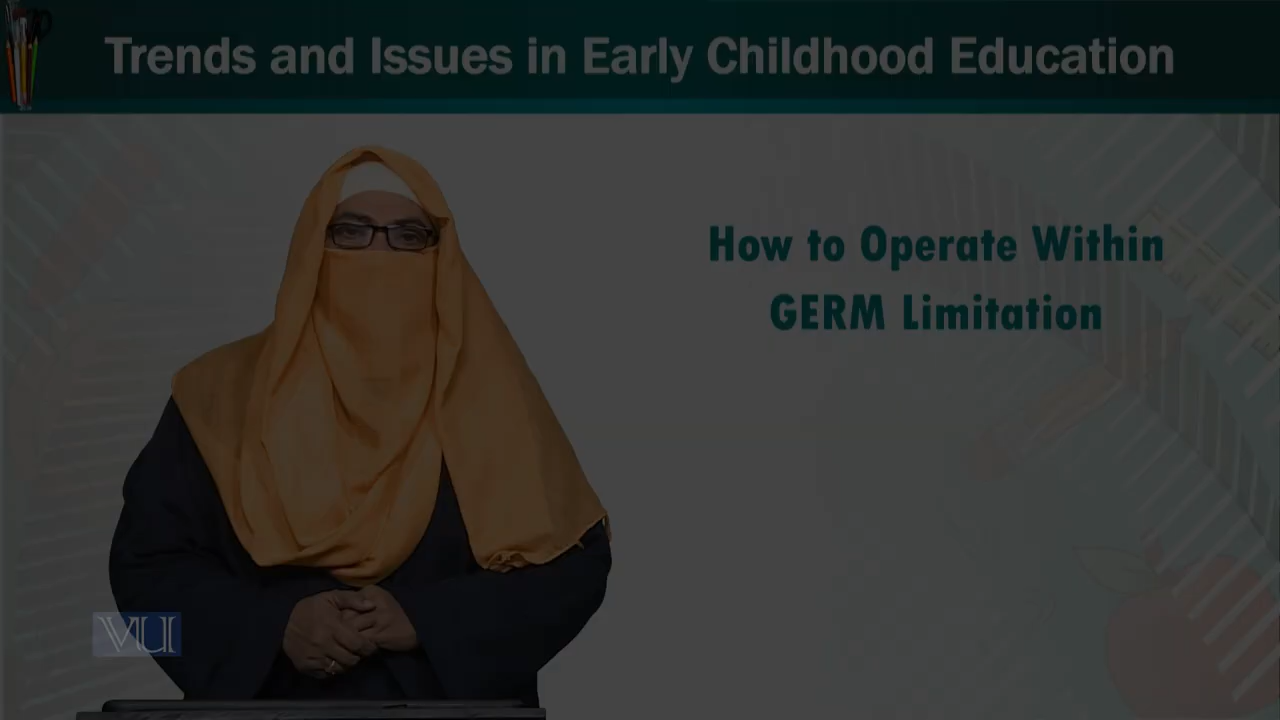 Trends and Issues in Early Childhood Education
How to Operate Within
GERM Limitation
VU